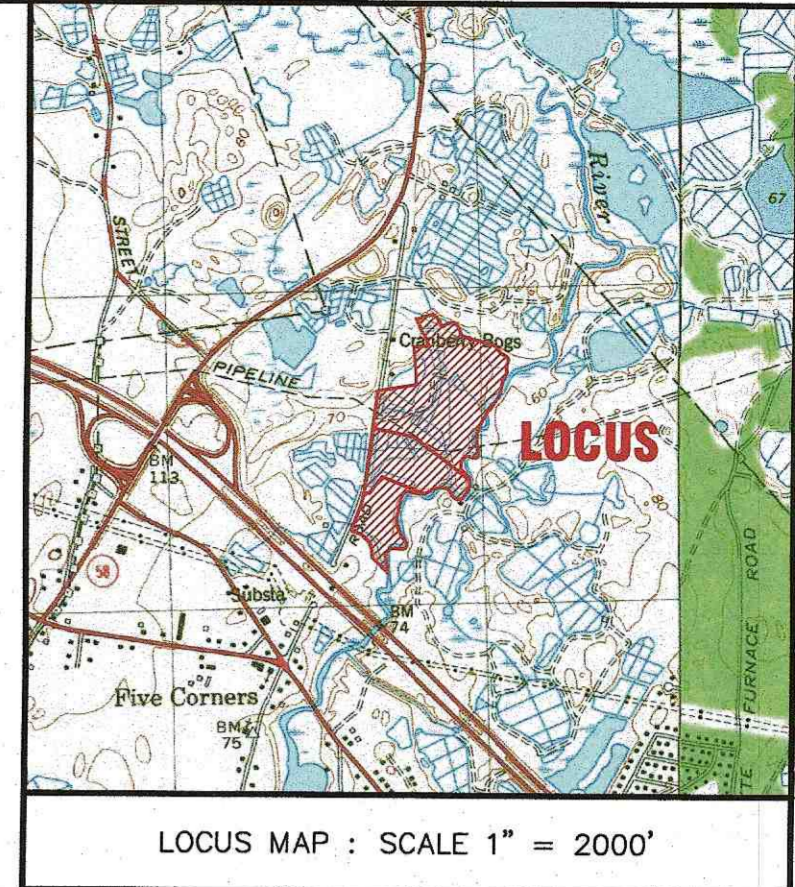 River
67
STREET
Cranberry Bogs
PIPELINE
70
60
LOCUS
BM
113
80
ROAD
58
Substa
BM
74
FURNACE ROAD
Five Corners
BM
75
TE
LOCUS MAP : SCALE 1" = 2000'